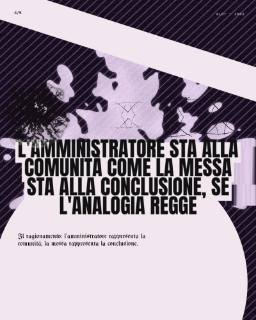 L'AMMINISTRATORE STA ALLA
COMUNITÀ COME LA MESSA
STA ALLA CONCLUSIONE, SE
L'ANALOGIA REGGE
Il ragionamento: l'amministratore rappresenta la
comunità, la messa rappresenta la conclusione.